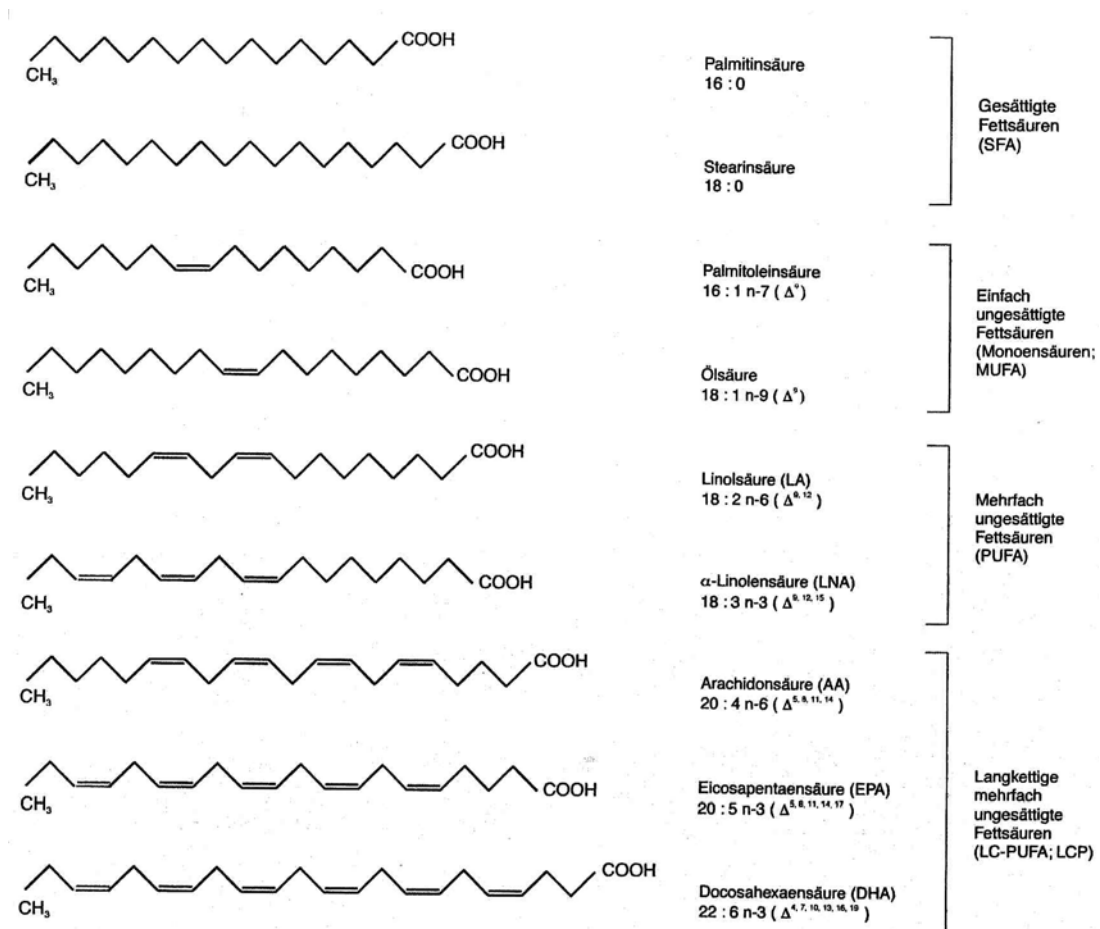 COOH
CH₃
Palmitinsäure
16 : 0
COOH
CH₃
Stearinsäure
18 : 0
Gesättigte
Fettsäuren
(SFA)
COOH
CH₃
Palmitoleinsäure
16 : 1 n-7 ( Δ⁹)
COOH
CH₃
Ölsäure
18 : 1 n-9 ( Δ⁹)
Einfach
ungesättigte
Fettsäuren
(Monoensäuren;
MUFA)
COOH
CH₃
Linolsäure (LA)
18 : 2 n-6 ( Δ⁹, ¹² )
COOH
CH₃
α-Linolensäure (LNA)
18 : 3 n-3 ( Δ⁹, ¹², ¹⁵ )
Mehrfach
ungesättigte
Fettsäuren
(PUFA)
COOH
CH₃
Arachidonsäure (AA)
20 : 4 n-6 ( Δ⁵, ⁸, ¹¹, ¹⁴ )
COOH
CH₃
Eicosapentaensäure (EPA)
20 : 5 n-3 ( Δ⁵, ⁸, ¹¹, ¹⁴, ¹⁷ )
COOH
CH₃
Docosahexaensäure (DHA)
22 : 6 n-3 ( Δ⁴, ⁷, ¹⁰, ¹³, ¹⁶, ¹⁹ )
Langkettige
mehrfach
ungesättigte
Fettsäuren
(LC-PUFA; LCP)